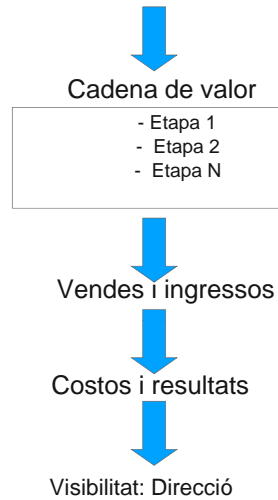 Cadena de valor
- Etapa 1
- Etapa 2
- Etapa N
Vendes i ingressos
Costos i resultats
Visibilitat: Direcció